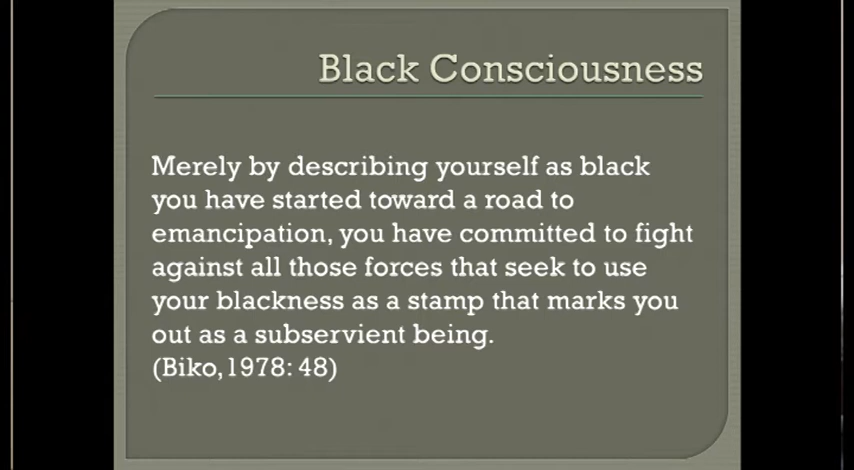 Black Consciousness
Merely by describing yourself as black
you have started toward a road to
emancipation, you have committed to fight
against all those forces that seek to use
your blackness as a stamp that marks you
out as a subservient being.
(Biko,1978: 48)